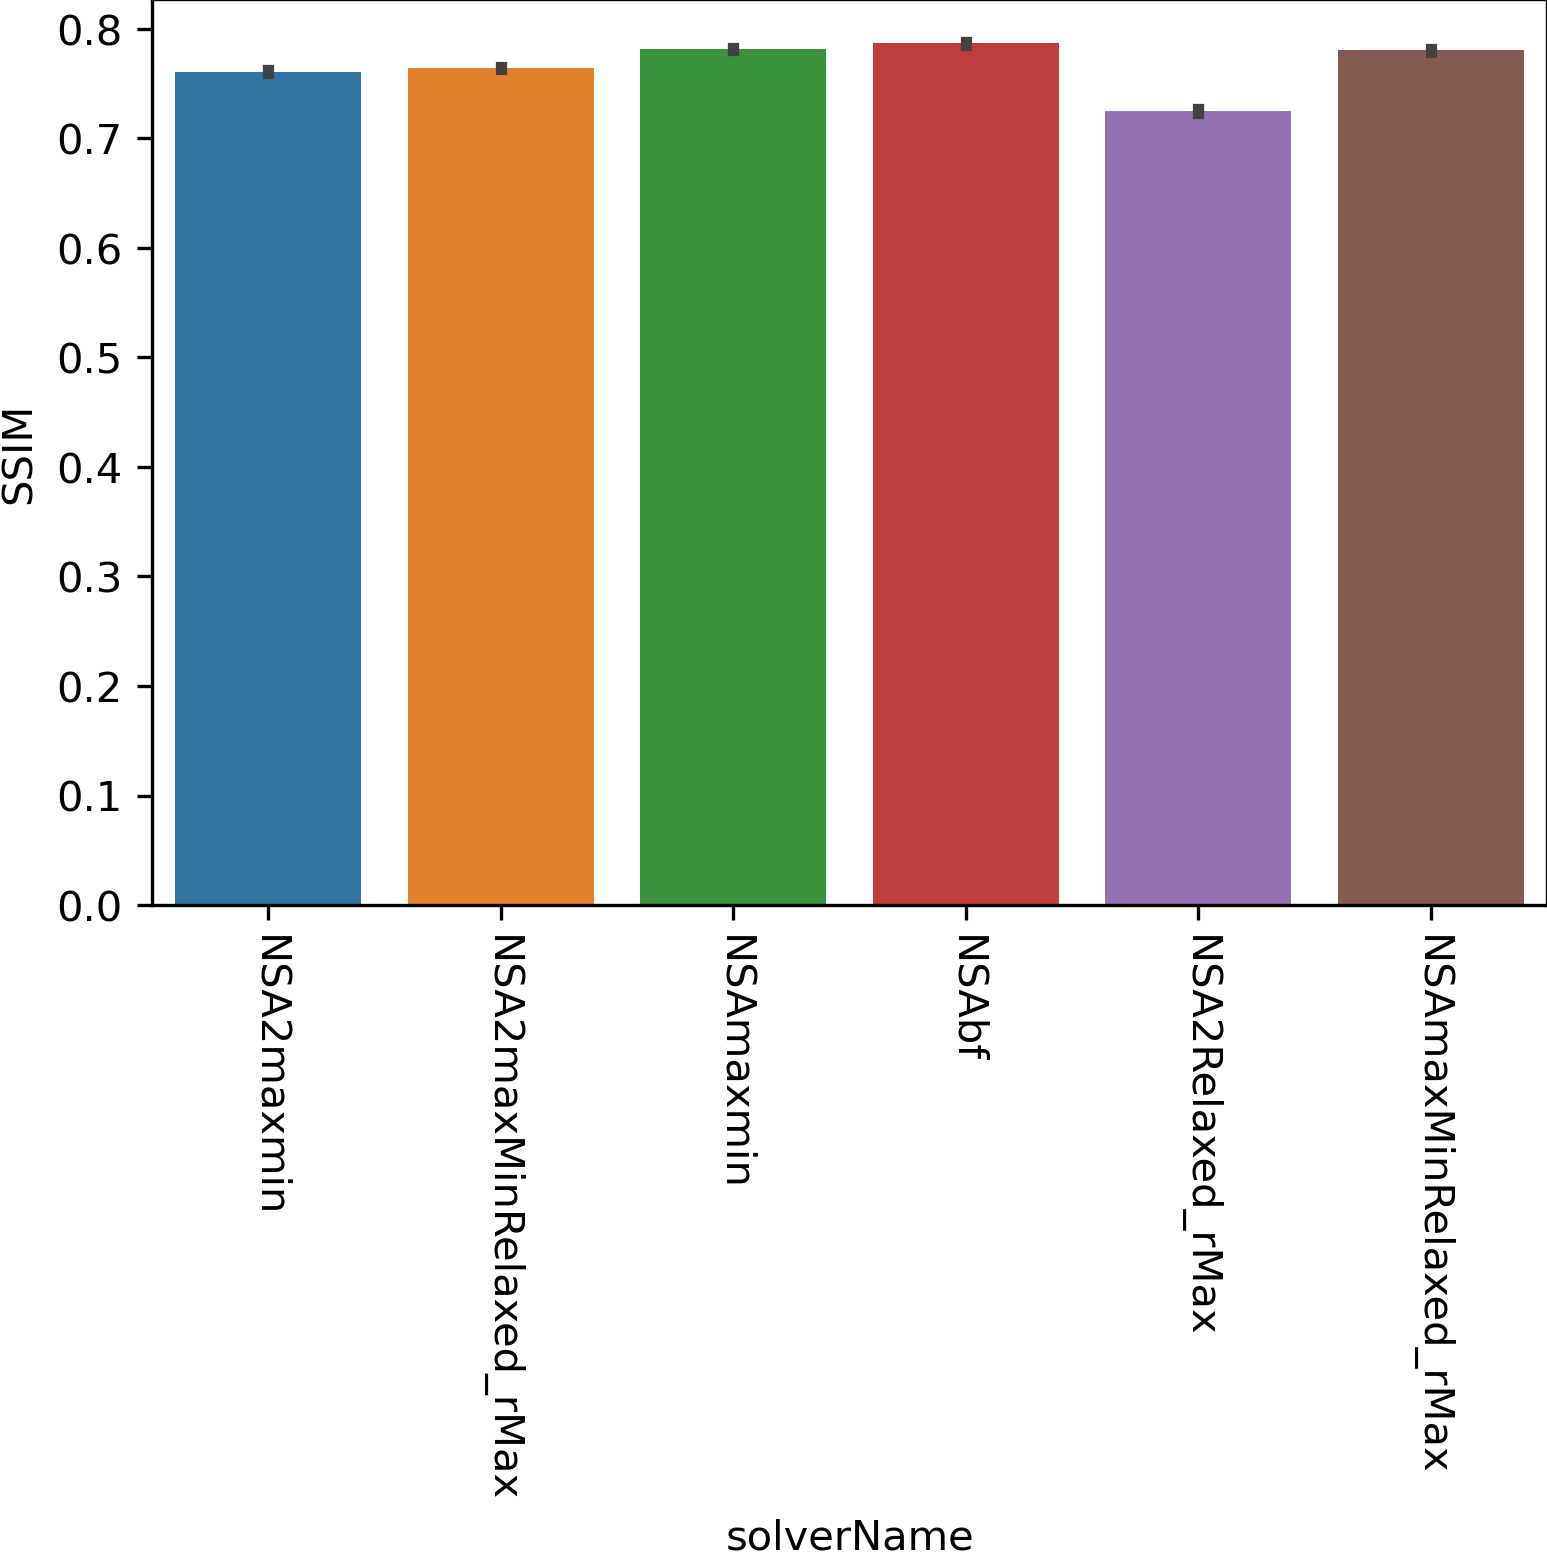 0.8
0.7
0.6
0.5
0.4
0.3
0.2
0.1
0.0
SSIM
NSA2maxmin
NSA2maxMinRelaxed_rMax
NSAmaxmin
NSAbf
NSA2Relaxed_rMax
NSAmaxMinRelaxed_rMax
solverName